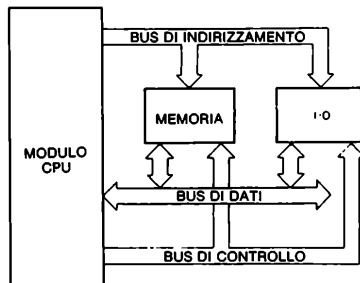 BUS DI INDIRIZZAMENTO
MEMORIA
I·O
MODULO
CPU
BUS DI DATI
BUS DI CONTROLLO